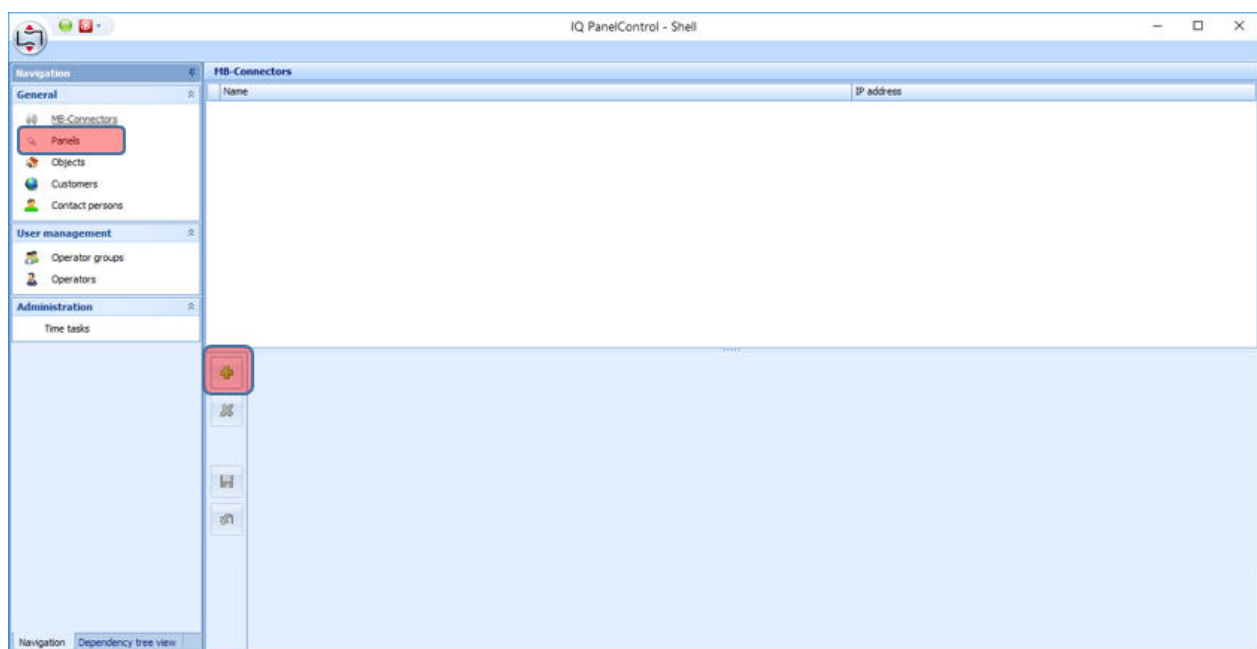 IQ PanelControl - Shell
Navigation
MB-Connectors
General
Name
IP address
MB-Connectors
Panels
Objects
Customers
Contact persons
User management
Operator groups
Operators
Administration
Time tasks
Navigation
Dependency tree view